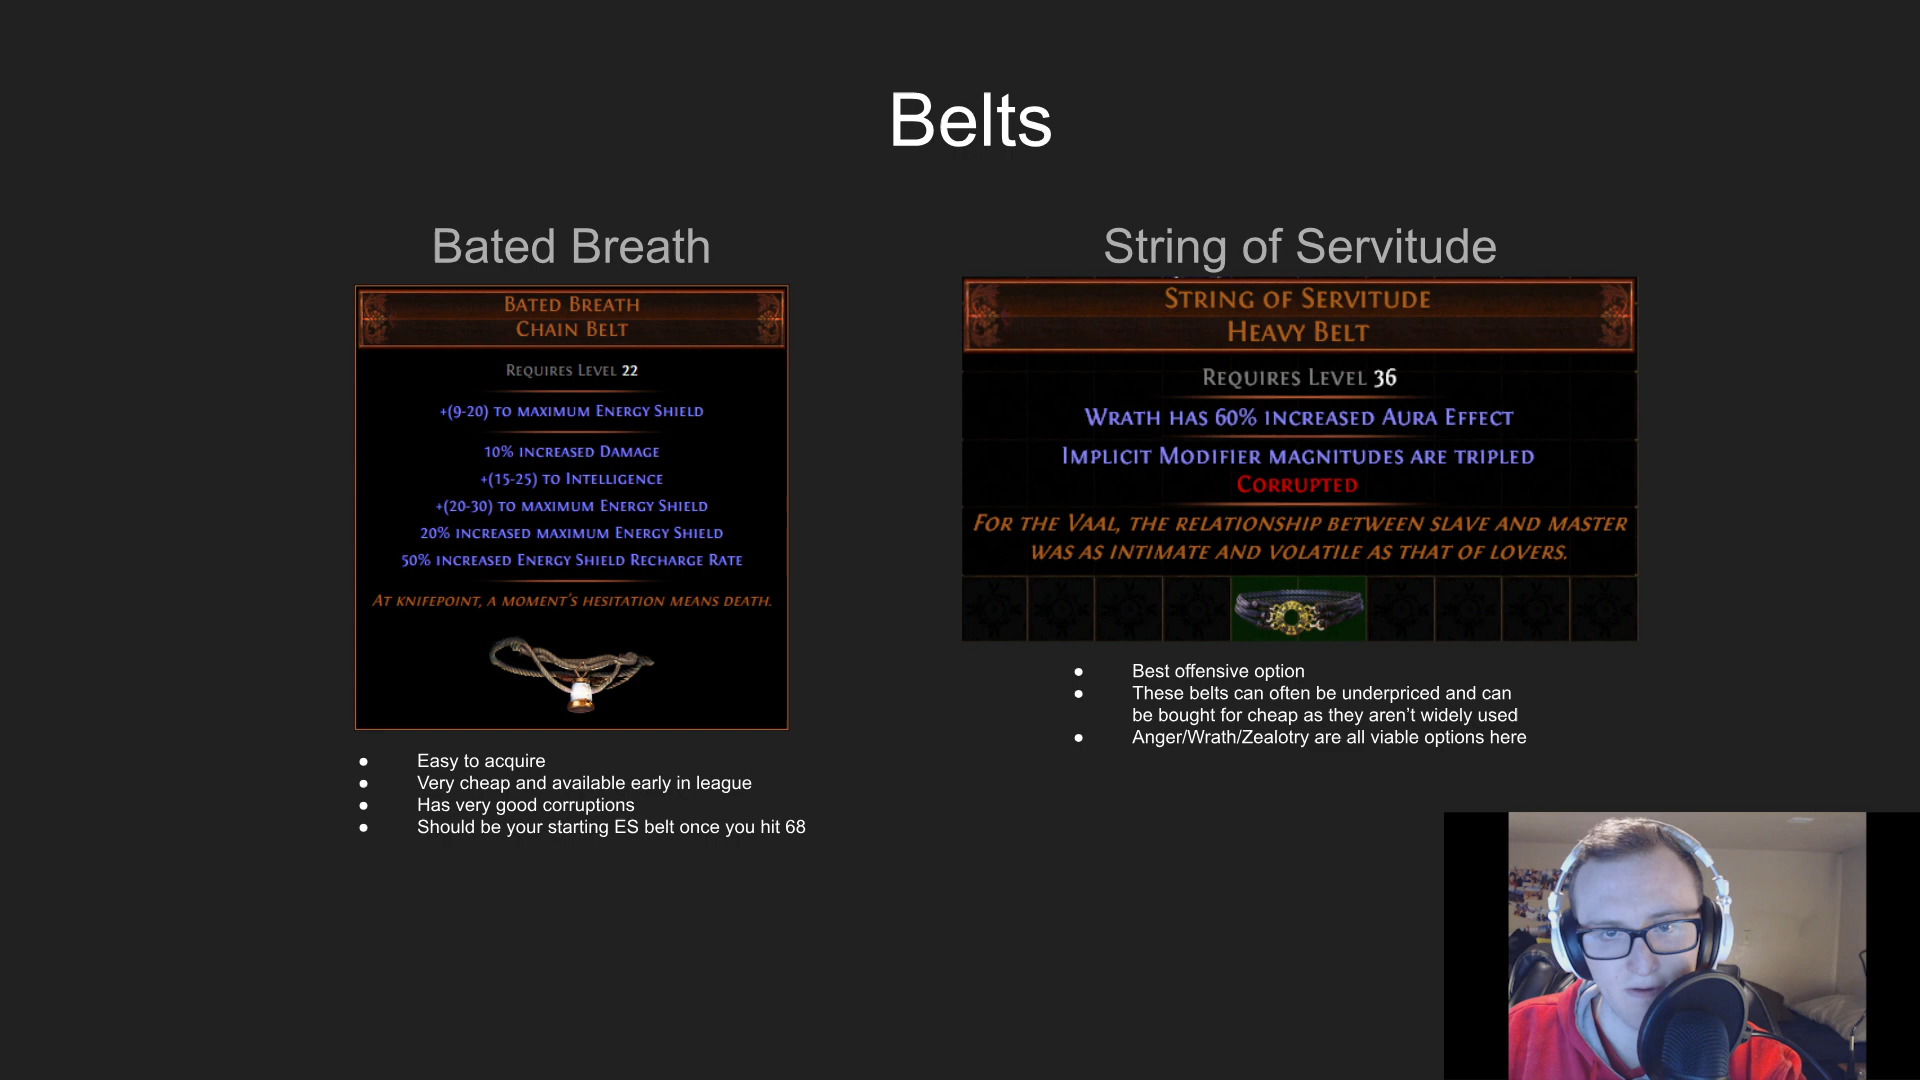 Belts
Bated Breath
BATED BREATH
CHAIN BELT
REQUIRES LEVEL 22
+(9-20) TO MAXIMUM ENERGY SHIELD
10% INCREASED DAMAGE
+(15-25) TO INTELLIGENCE
+(20-30) TO MAXIMUM ENERGY SHIELD
20% INCREASED MAXIMUM ENERGY SHIELD
50% INCREASED ENERGY SHIELD RECHARGE RATE
AT KNIFEPOINT, A MOMENT'S HESITATION MEANS DEATH.
● Easy to acquire
● Very cheap and available early in league
● Has very good corruptions
● Should be your starting ES belt once you hit 68
String of Servitude
STRING OF SERVITUDE
HEAVY BELT
REQUIRES LEVEL 36
WRATH HAS 60% INCREASED AURA EFFECT
IMPLICIT MODIFIER MAGNITUDES ARE TRIPLED
CORRUPTED
FOR THE VAAL, THE RELATIONSHIP BETWEEN SLAVE AND MASTER
WAS AS INTIMATE AND VOLATILE AS THAT OF LOVERS.
● Best offensive option
● These belts can often be underpriced and can
be bought for cheap as they aren't widely used
● Anger/Wrath/Zealotry are all viable options here